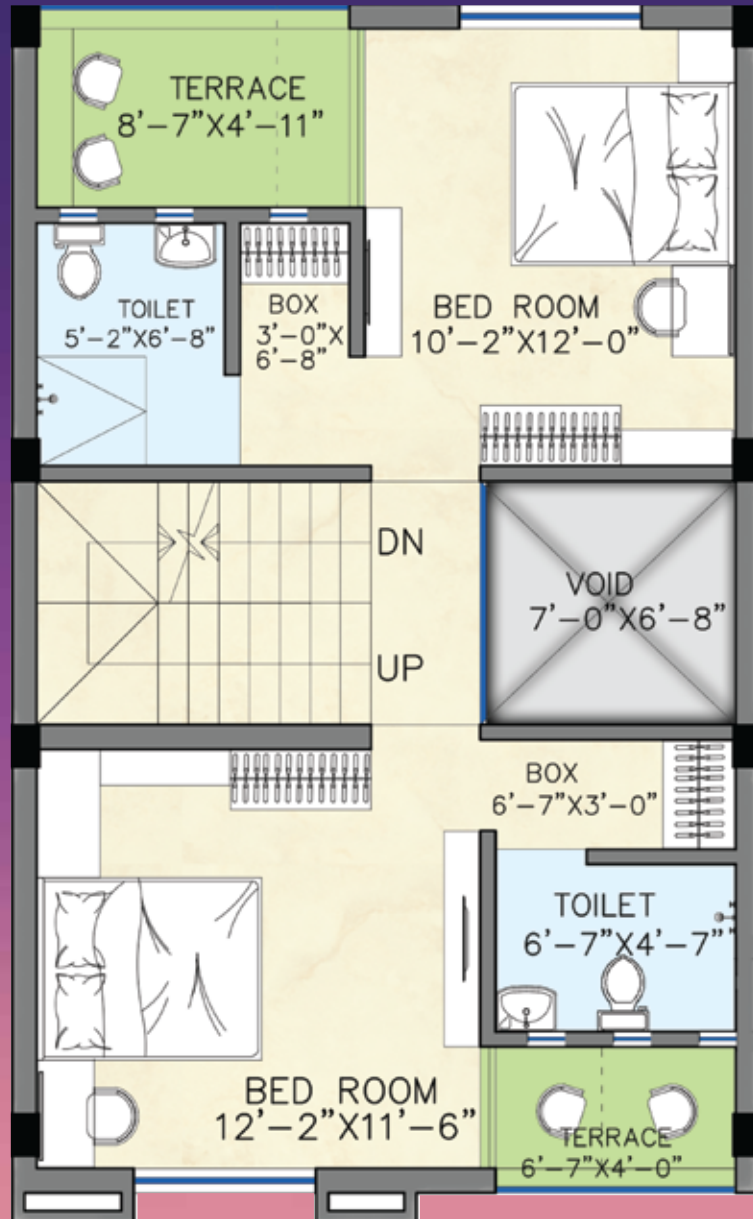 TERRACE
8’-7”X4’-11”
TOILET
5’-2”X6’-8”
BOX
3’-0”X
6’-8”
BED ROOM
10’-2”X12’-0”
DN
UP
VOID
7’-0”X6’-8”
BOX
6’-7”X3’-0”
TOILET
6’-7”X4’-7”
BED ROOM
12’-2”X11’-6”
TERRACE
6’-7”X4’-0”